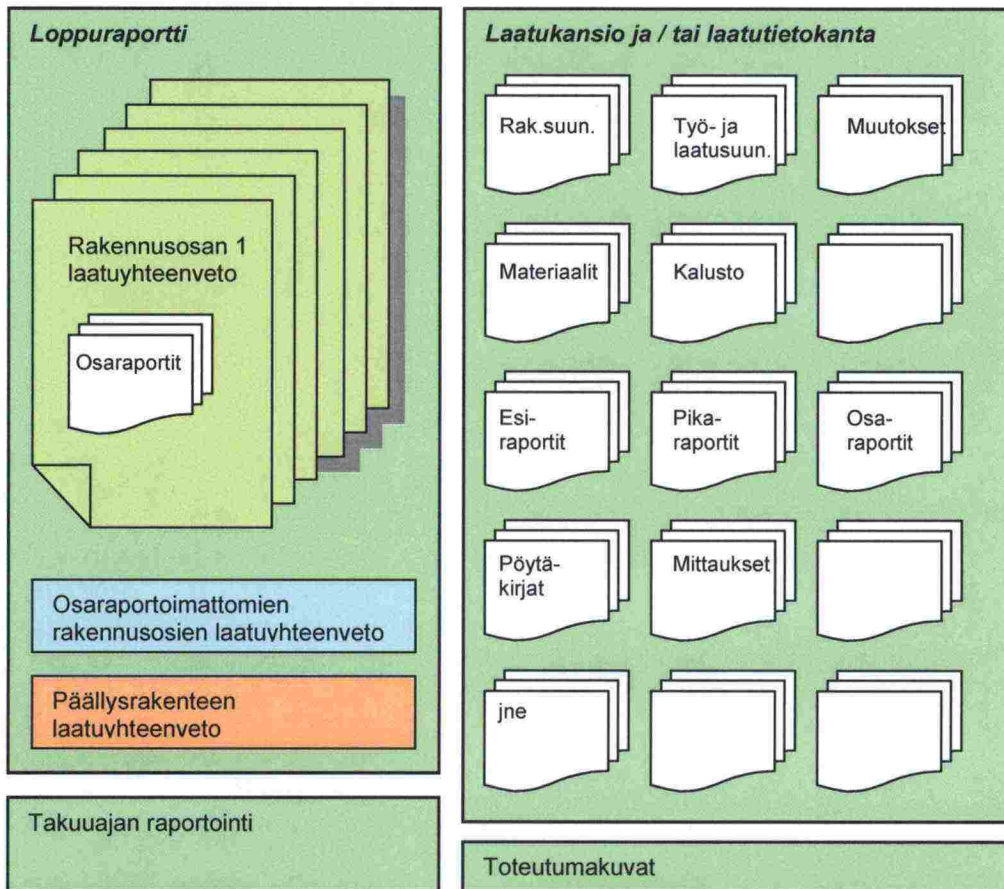 Loppuraportti
Rakennusosan 1
laatuyhteenveto
Osaraportit
Osaraportoimattomien
rakennusosien laatuyhteenveto
Päällysrakenteen
laatuyhteenveto
Takuuajan raportointi
Laatukansio ja / tai laatutietokanta
Rak.suun.
Työ- ja
laatusuun.
Muutokset
Materiaalit
Kalusto
Esi-
raportit
Pika-
raportit
Osa-
raportit
Pöytä-
kirjat
Mittaukset
jne
Toteutumakuvat